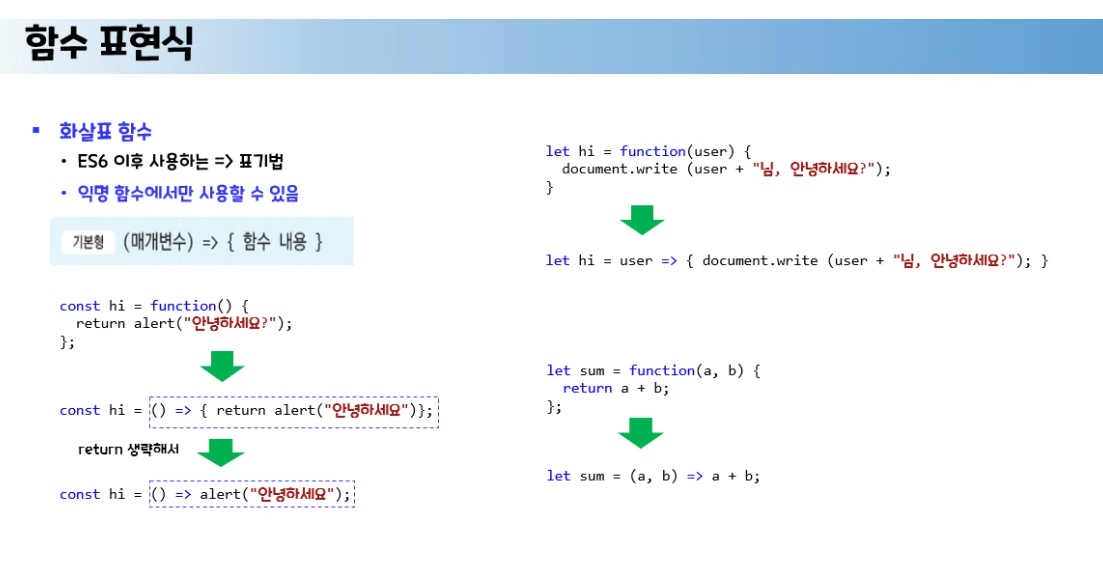 함수 표현식
▪ 화살표 함수
• ES6 이후 사용하는 => 표기법
• 익명 함수에서만 사용할 수 있음
기본형 (매개변수) => { 함수 내용 }
const hi = function() {
return alert("안녕하세요?");
};
const hi = () => { return alert("안녕하세요")};
return 생략해서
const hi = () => alert("안녕하세요");
let hi = function(user) {
document.write (user + "님, 안녕하세요?");
}
let hi = user => { document.write (user + "님, 안녕하세요?"); }
let sum = function(a, b) {
return a + b;
};
let sum = (a, b) => a + b;